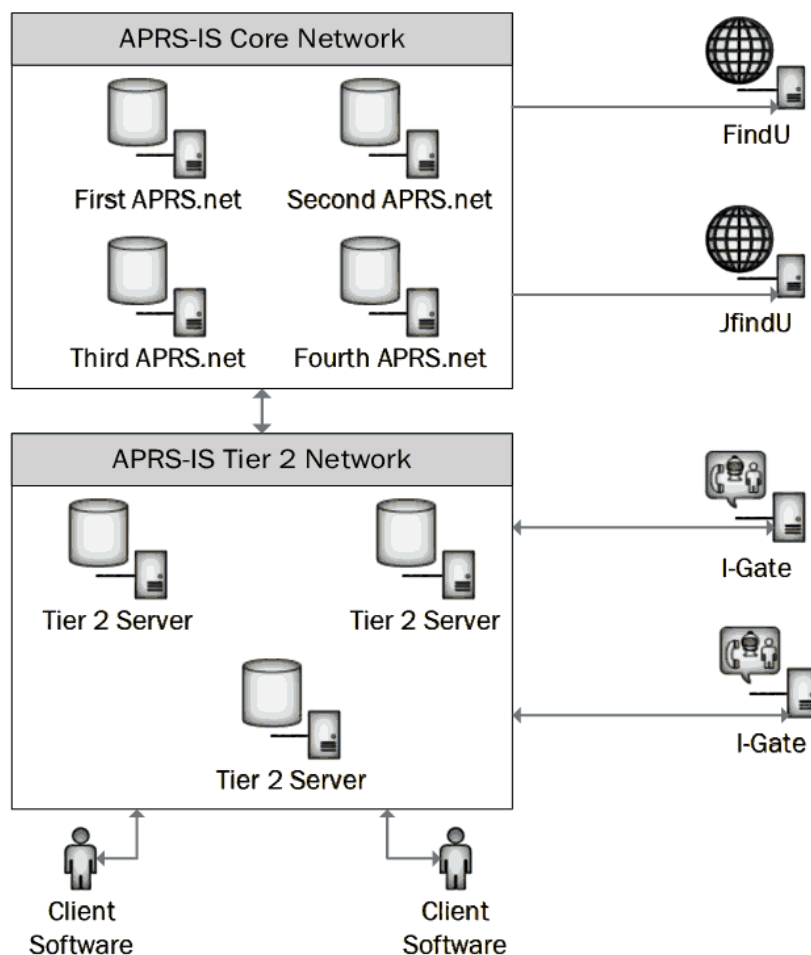 APRS-IS Core Network
First APRS.net
Second APRS.net
Third APRS.net
Fourth APRS.net
FindU
JfindU
APRS-IS Tier 2 Network
Tier 2 Server
Tier 2 Server
Tier 2 Server
I-Gate
I-Gate
Client
Software
Client
Software